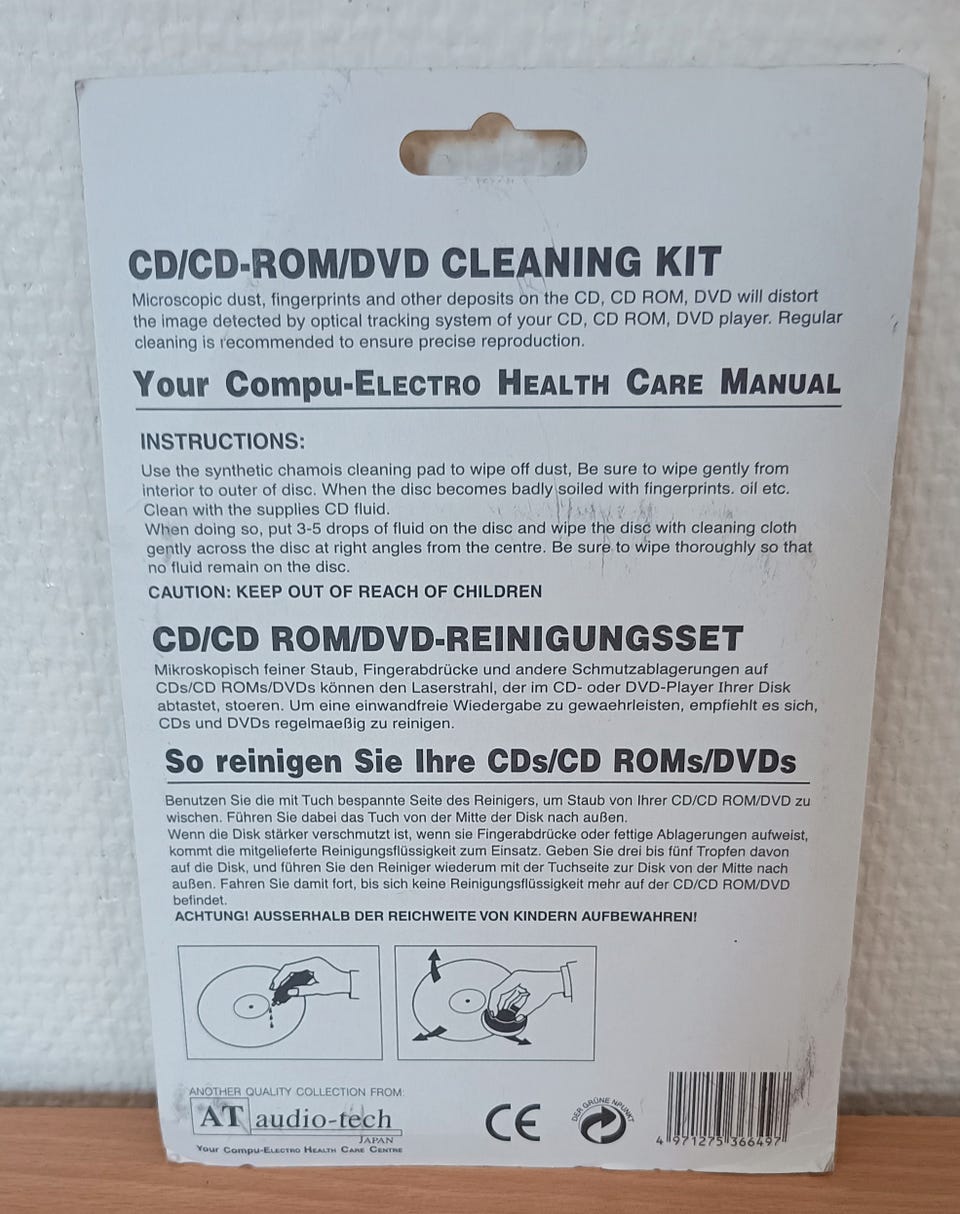 CD/CD-ROM/DVD CLEANING KIT
Microscopic dust, fingerprints and other deposits on the CD, CD ROM, DVD will distort
the image detected by optical tracking system of your CD, CD ROM, DVD player. Regular
cleaning is recommended to ensure precise reproduction.
Your Compu-ELECTRO HEALTH CARE MANUAL
INSTRUCTIONS:
Use the synthetic chamois cleaning pad to wipe off dust, Be sure to wipe gently from
interior to outer of disc. When the disc becomes badly soiled with fingerprints. oil etc.
Clean with the supplies CD fluid.
When doing so, put 3-5 drops of fluid on the disc and wipe the disc with cleaning cloth
gently across the disc at right angles from the centre. Be sure to wipe thoroughly so that
no fluid remain on the disc.
CAUTION: KEEP OUT OF REACH OF CHILDREN
CD/CD ROM/DVD-REINIGUNGSSET
Mikroskopisch feiner Staub, Fingerabdrücke und andere Schmutzablagerungen auf
CDs/CD ROMs/DVDs können den Laserstrahl, der im CD- oder DVD-Player Ihrer Disk
abtastet, stoeren. Um eine einwandfreie Wiedergabe zu gewaehrleisten, empfiehlt es sich,
CDs und DVDs regelmaeßig zu reinigen.
So reinigen Sie Ihre CDs/CD ROMs/DVDs
Benutzen Sie die mit Tuch bespannte Seite des Reinigers, um Staub von Ihrer CD/CD ROM/DVD zu
wischen. Führen Sie dabei das Tuch von der Mitte der Disk nach außen.
Wenn die Disk stärker verschmutzt ist, wenn sie Fingerabdrücke oder fettige Ablagerungen aufweist,
kommt die mitgelieferte Reinigungsflüssigkeit zum Einsatz. Geben Sie drei bis fünf Tropfen davon
auf die Disk, und führen Sie den Reiniger wiederum mit der Tuchseite zur Disk von der Mitte nach
außen. Fahren Sie damit fort, bis sich keine Reinigungsflüssigkeit mehr auf der CD/CD ROM/DVD
befindet.
ACHTUNG! AUSSERHALB DER REICHWEITE VON KINDERN AUFBEWAHREN!
ANOTHER QUALITY COLLECTION FROM:
AT audio-tech
JAPAN
Your Compu-ELECTRO HEALTH CARE CENTRE
CE
DER GRÜNE PUNKT
4 971275 366497